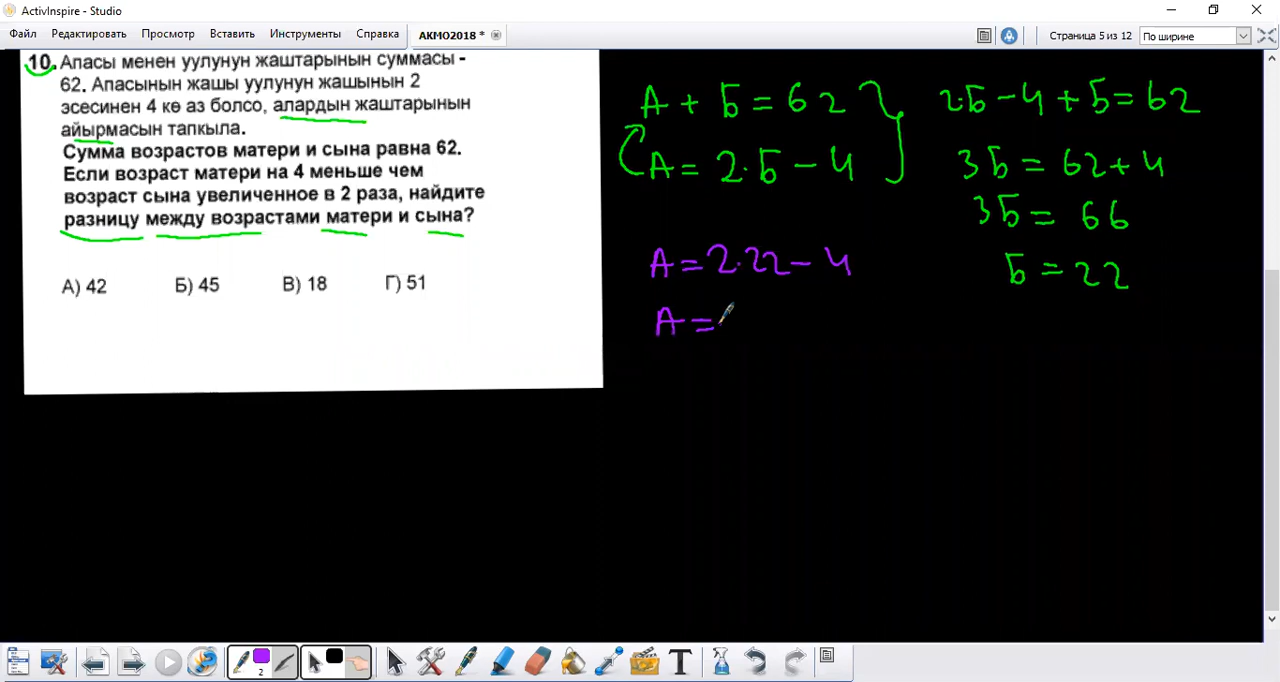 ActivInspire - Studio
Файл Редактировать Просмотр Вставить Инструменты Справка АКМО2018 * Страница 5 из 12 По ширине
10. Апасы менен уулунун жаштарынын суммасы -
62. Апасынын жашы уулунун жашынын 2
эсесинен 4 кө аз болсо, алардын жаштарынын
айырмасын тапкыла.
Сумма возрастов матери и сына равна 62.
Если возраст матери на 4 меньше чем
возраст сына увеличенное в 2 раза, найдите
разницу между возрастами матери и сына?
А) 42 Б) 45 В) 18 Г) 51
А + Б = 62
А = 2·Б − 4
А = 2·22 − 4
А =
2·Б − 4 + Б = 62
3Б = 62 + 4
3Б = 66
Б = 22
2